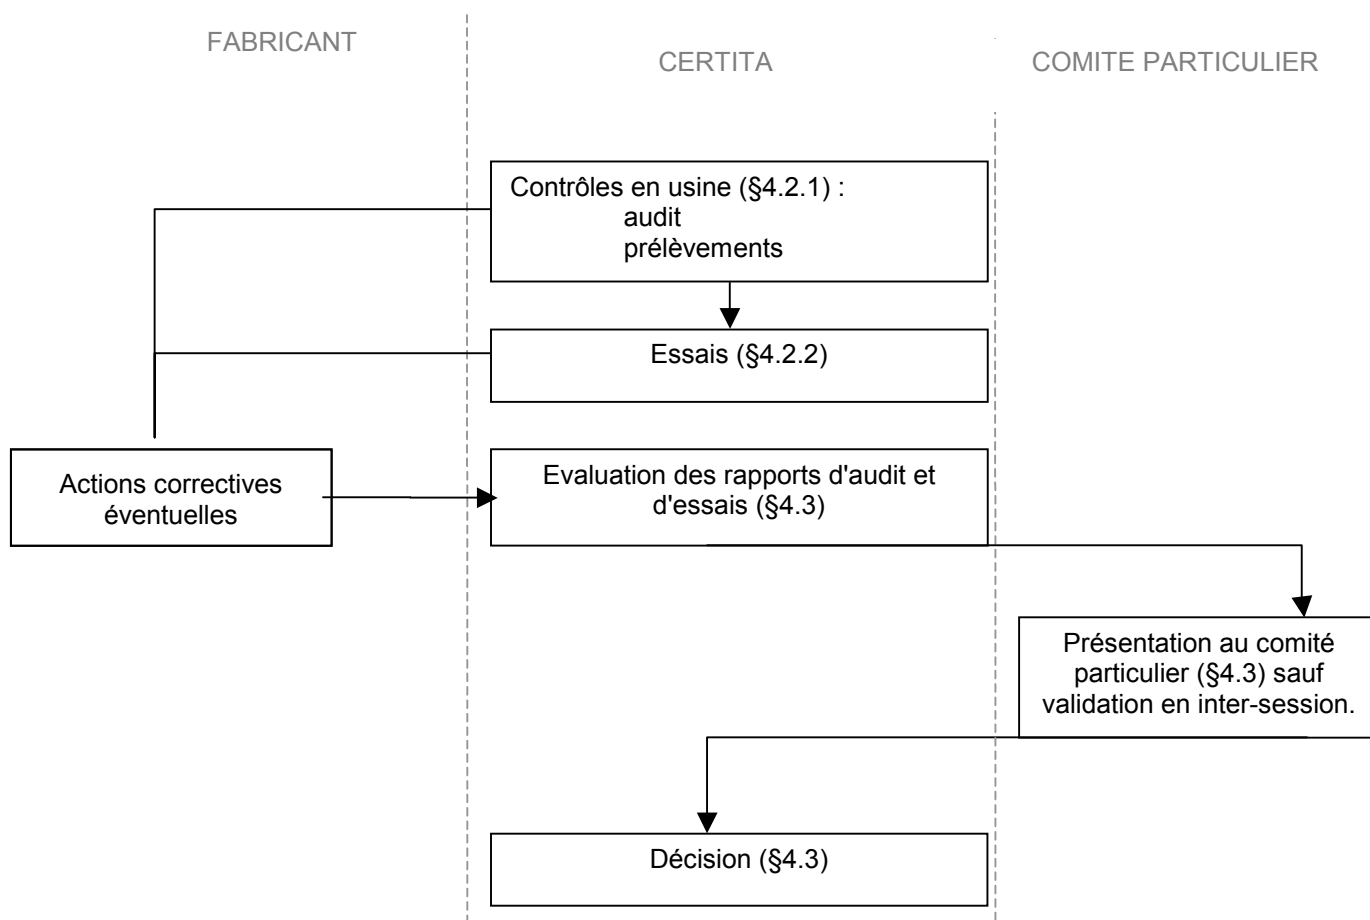 FABRICANT
CERTITA
COMITE PARTICULIER
Contrôles en usine (§4.2.1) :
audit
prélèvements
Essais (§4.2.2)
Actions correctives
éventuelles
Evaluation des rapports d'audit et
d'essais (§4.3)
Présentation au comité
particulier (§4.3) sauf
validation en inter-session.
Décision (§4.3)